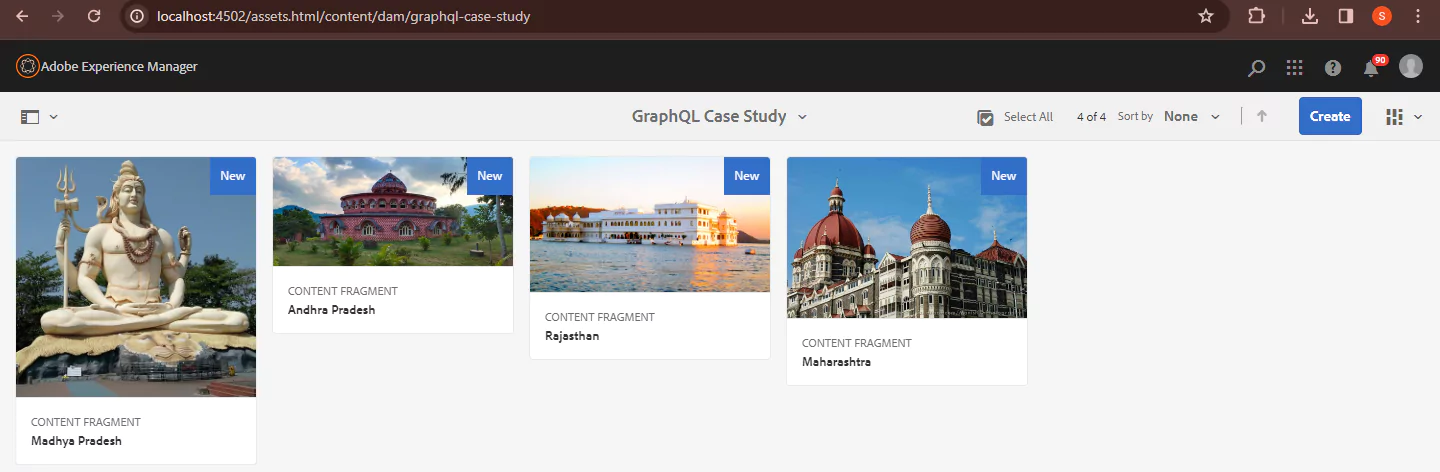 localhost:4502/assets.html/content/dam/graphql-case-study
S
Adobe Experience Manager
90
GraphQL Case Study
Select All
4 of 4
Sort by
None
Create
New
CONTENT FRAGMENT
Madhya Pradesh
New
CONTENT FRAGMENT
Andhra Pradesh
New
CONTENT FRAGMENT
Rajasthan
New
CONTENT FRAGMENT
Maharashtra